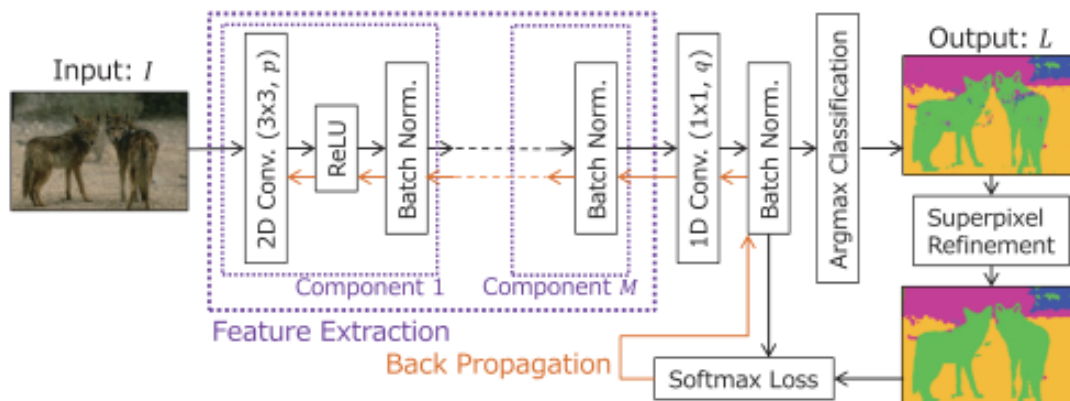 Input: I
2D Conv. (3x3, p)
ReLU
Batch Norm.
Batch Norm.
1D Conv. (1x1, q)
Batch Norm.
Argmax Classification
Output: L
Superpixel
Refinement
Component 1
Component M
Feature Extraction
Back Propagation
Softmax Loss